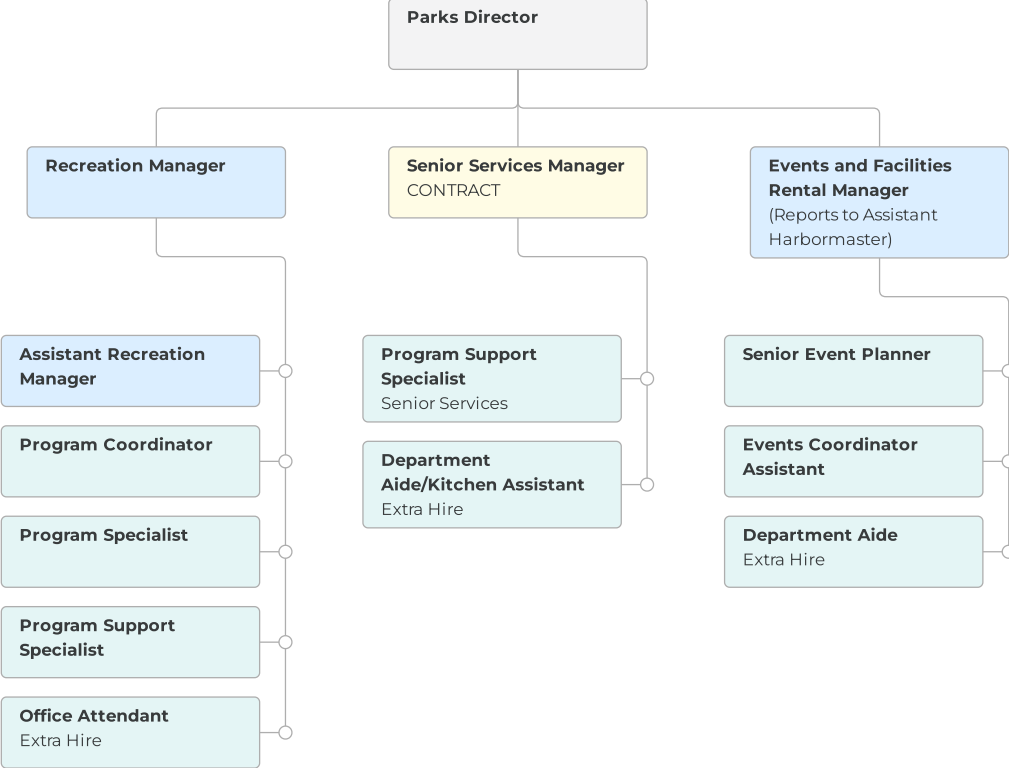 Parks Director
Recreation Manager
Senior Services Manager
CONTRACT
Events and Facilities
Rental Manager
(Reports to Assistant
Harbormaster)
Assistant Recreation
Manager
Program Coordinator
Program Specialist
Program Support
Specialist
Office Attendant
Extra Hire
Program Support
Specialist
Senior Services
Department
Aide/Kitchen Assistant
Extra Hire
Senior Event Planner
Events Coordinator
Assistant
Department Aide
Extra Hire